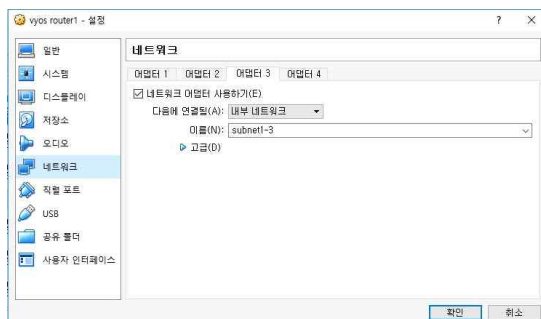 vyos router1 - 설정
일반
시스템
디스플레이
저장소
오디오
네트워크
직렬 포트
USB
공유 폴더
사용자 인터페이스
네트워크
어댑터 1 어댑터 2 어댑터 3 어댑터 4
네트워크 어댑터 사용하기(E)
다음에 연결됨(A): 내부 네트워크
이름(N): subnet1-3
고급(D)
확인 취소